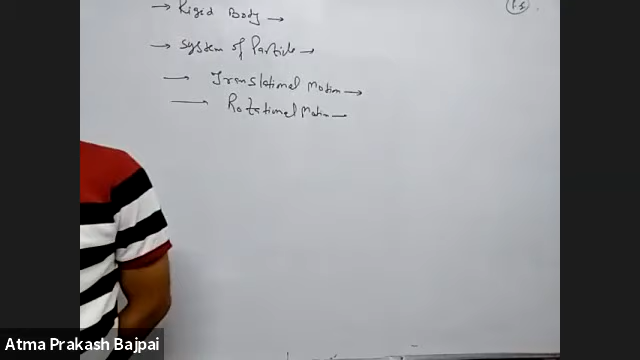 → Rigid Body →
→ System of Particle →
→ Translational Motion →
→ Rotational Motion →
Atma Prakash Bajpai